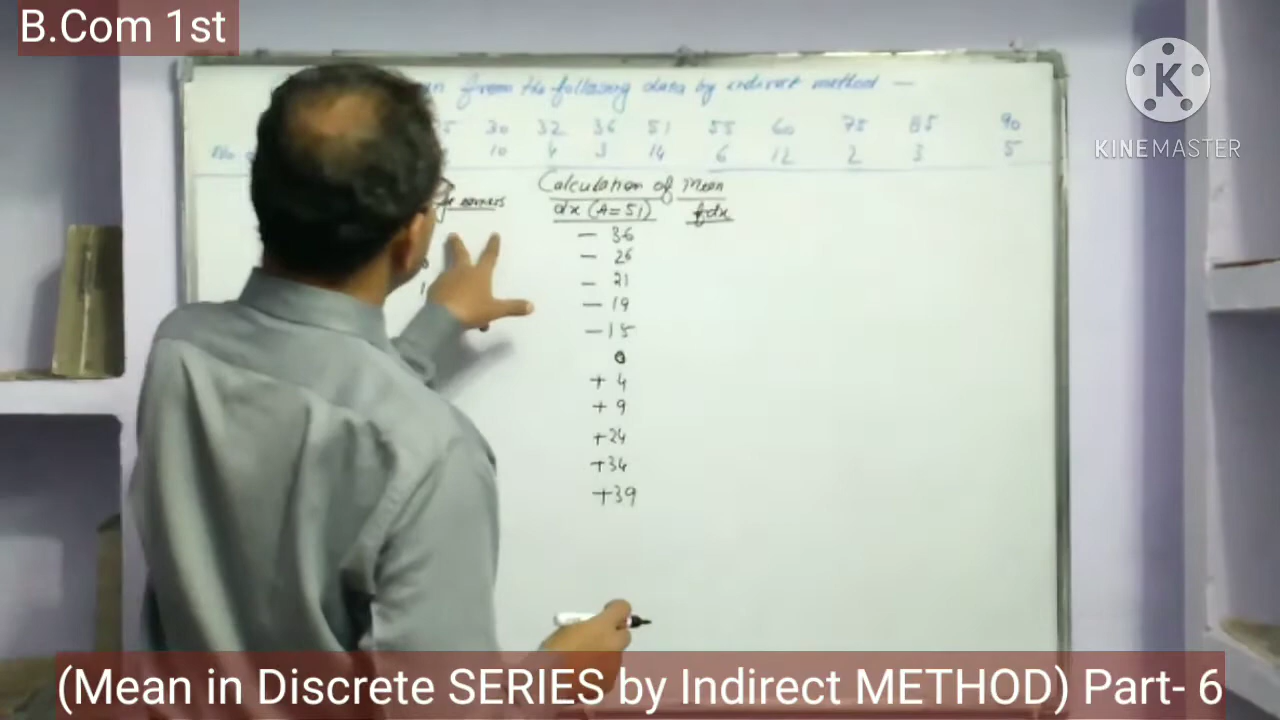 B.Com 1st
K
KINEMASTER
from the following data by indirect method —
5 30 32 36 51 55 60 75 85 90
No 10 4 3 14 6 12 2 3 5
Calculation of Mean
dx (A=51) fdx
– 36
– 26
– 21
– 19
– 15
0
+ 4
+ 9
+24
+34
+39
(Mean in Discrete SERIES by Indirect METHOD) Part- 6